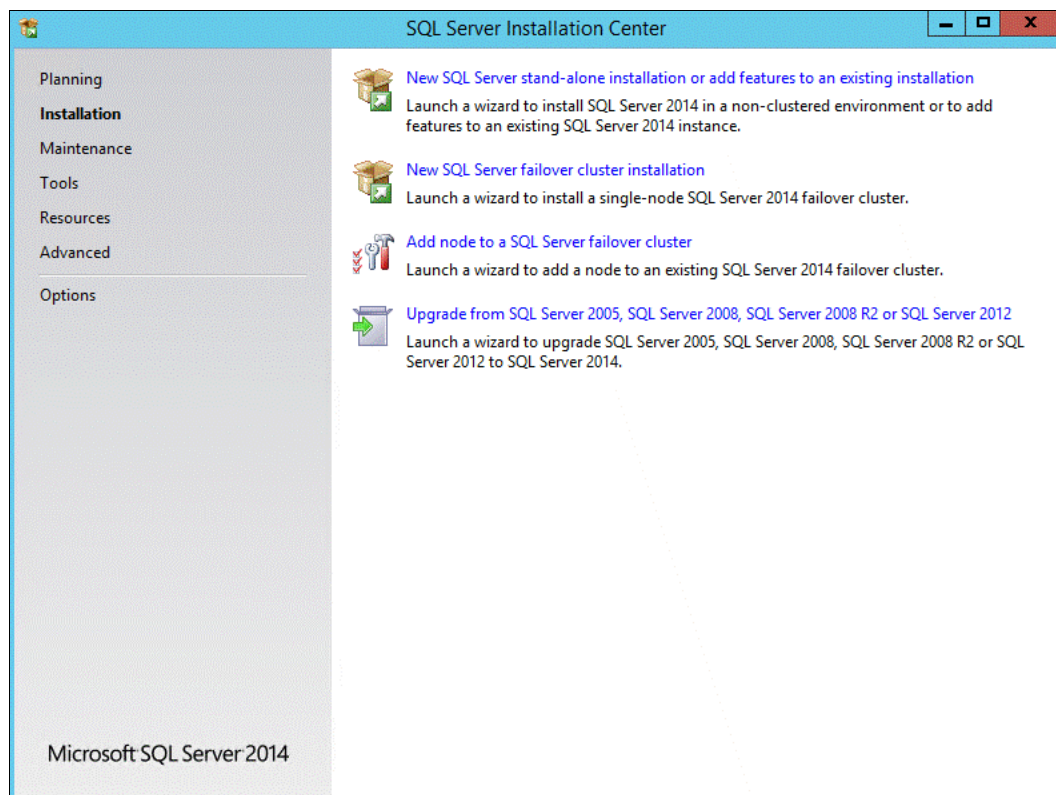 SQL Server Installation Center
Planning
Installation
Maintenance
Tools
Resources
Advanced
Options
New SQL Server stand-alone installation or add features to an existing installation
Launch a wizard to install SQL Server 2014 in a non-clustered environment or to add
features to an existing SQL Server 2014 instance.
New SQL Server failover cluster installation
Launch a wizard to install a single-node SQL Server 2014 failover cluster.
Add node to a SQL Server failover cluster
Launch a wizard to add a node to an existing SQL Server 2014 failover cluster.
Upgrade from SQL Server 2005, SQL Server 2008, SQL Server 2008 R2 or SQL Server 2012
Launch a wizard to upgrade SQL Server 2005, SQL Server 2008, SQL Server 2008 R2 or SQL
Server 2012 to SQL Server 2014.
Microsoft SQL Server 2014